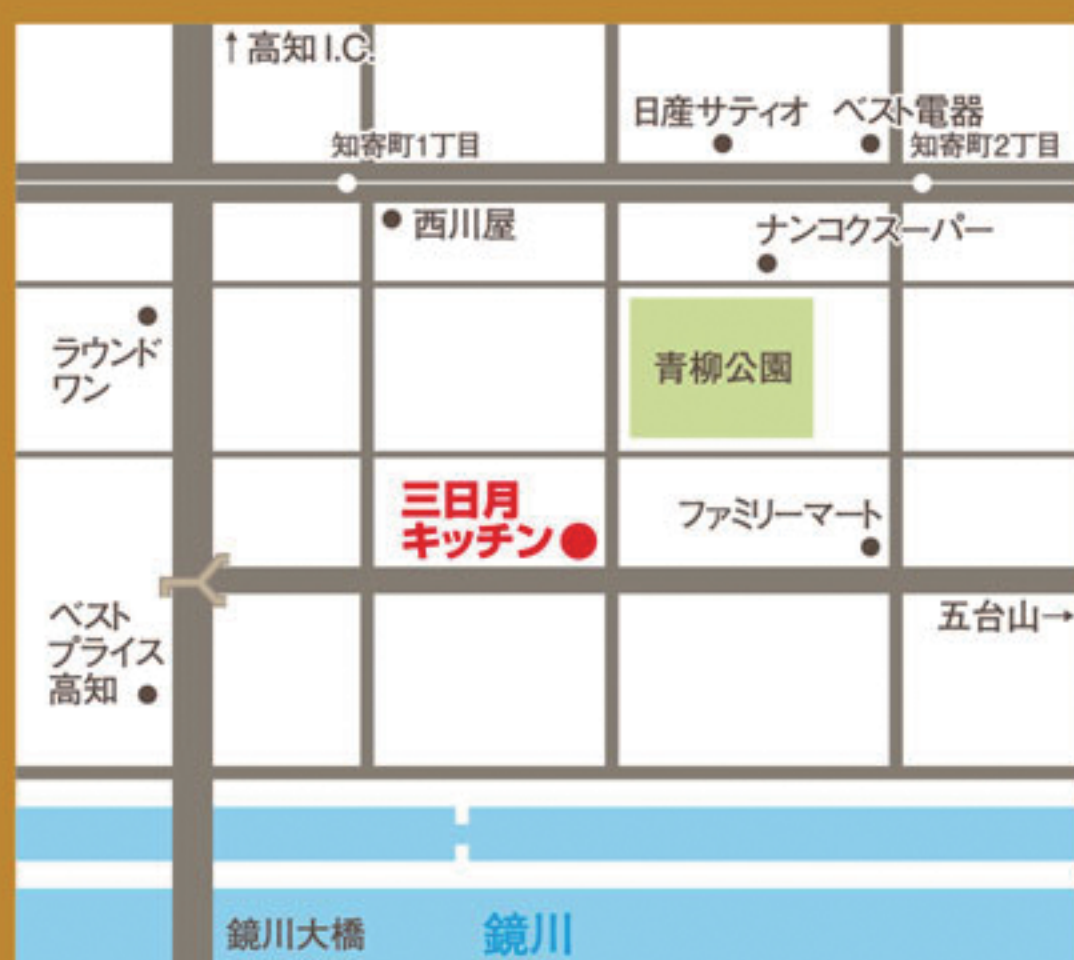 ↑高知I.C.
日産サティオ
ベスト電器
知寄町1丁目
知寄町2丁目
西川屋
ナンコクスーパー
ラウンド
ワン
青柳公園
三日月
キッチン
ファミリーマート
ベスト
プライス
高知
五台山→
鏡川大橋
鏡川